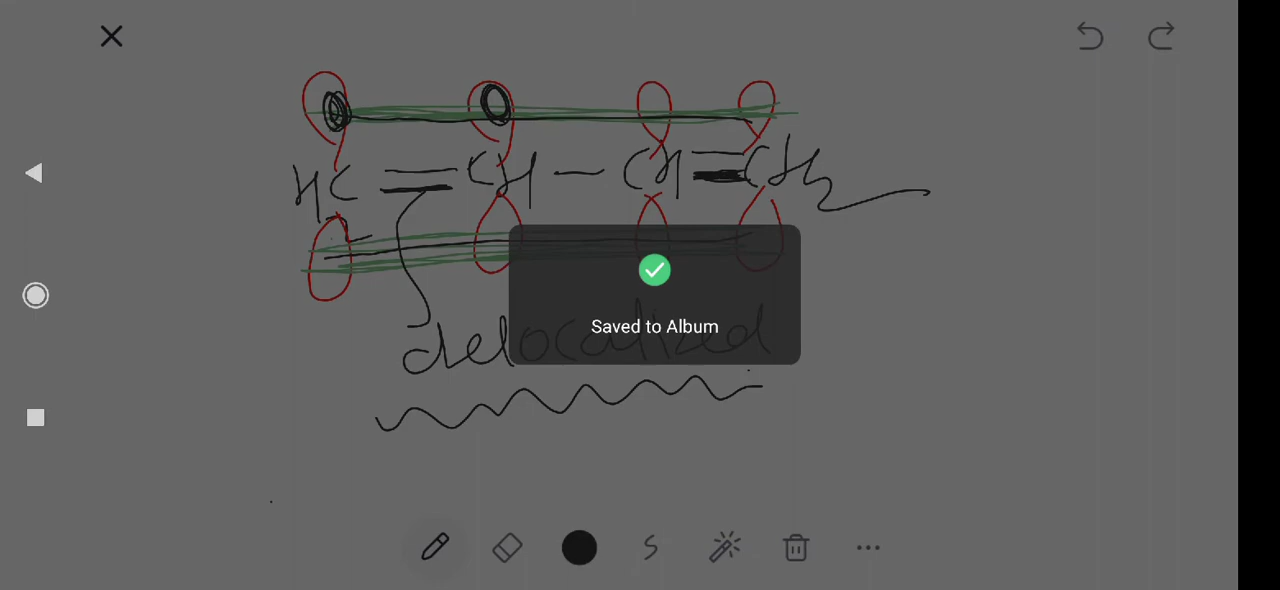 H₂C = CH - CH = CH₂
delocalized
Saved to Album